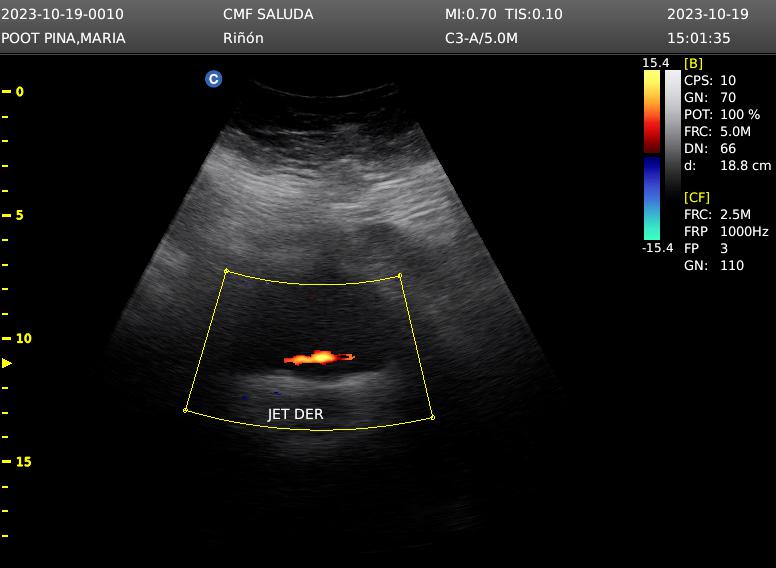 2023-10-19-0010 CMF SALUDA MI:0.70 TIS:0.10 2023-10-19
POOT PINA,MARIA Riñón C3-A/5.0M 15:01:35
C
15.4 [B]
0
CPS: 10
GN: 70
POT: 100 %
FRC: 5.0M
DN: 66
d: 18.8 cm
[CF]
5
FRC: 2.5M
FRP 1000Hz
-15.4 FP 3
GN: 110
10
JET DER
15